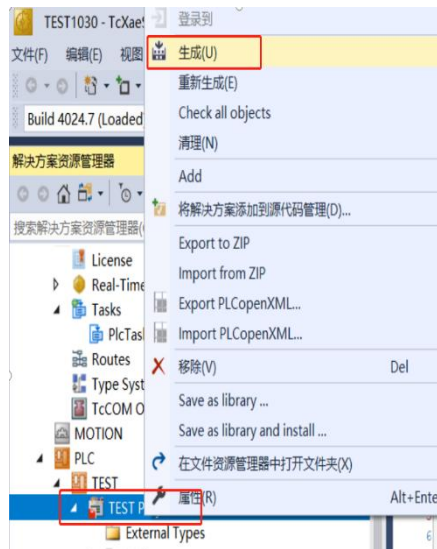 TEST1030 - TcXaeS
文件(F) 编辑(E) 视图
Build 4024.7 (Loaded
解决方案资源管理器
搜索解决方案资源管理器(
License
Real-Time
Tasks
PlcTas
Routes
Type Syst
TcCOM O
MOTION
PLC
TEST
TEST P
External Types
登录到
生成(U)
重新生成(E)
Check all objects
清理(N)
Add
将解决方案添加到源代码管理(D)...
Export to ZIP
Import from ZIP
Export PLCopenXML...
Import PLCopenXML...
移除(V) Del
Save as library ...
Save as library and install ...
在文件资源管理器中打开文件夹(X)
属性(R) Alt+Ente
6